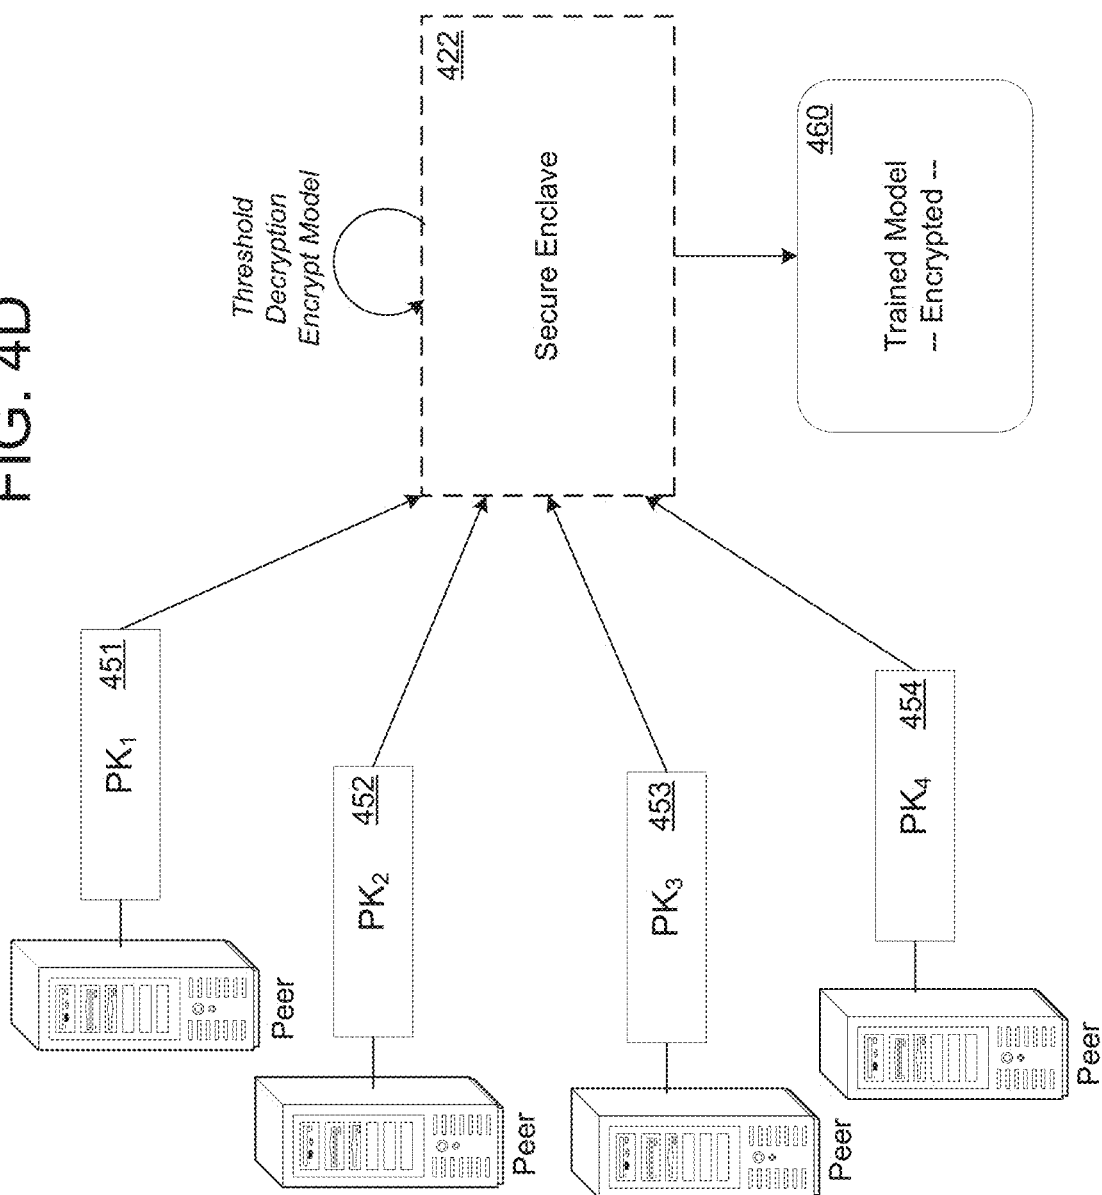 FIG. 4D
Threshold
Decryption
Encrypt Model
422
Secure Enclave
460
Trained Model
-- Encrypted --
PK₁
451
PK₂
452
PK₃
453
PK₄
454
Peer
Peer
Peer
Peer